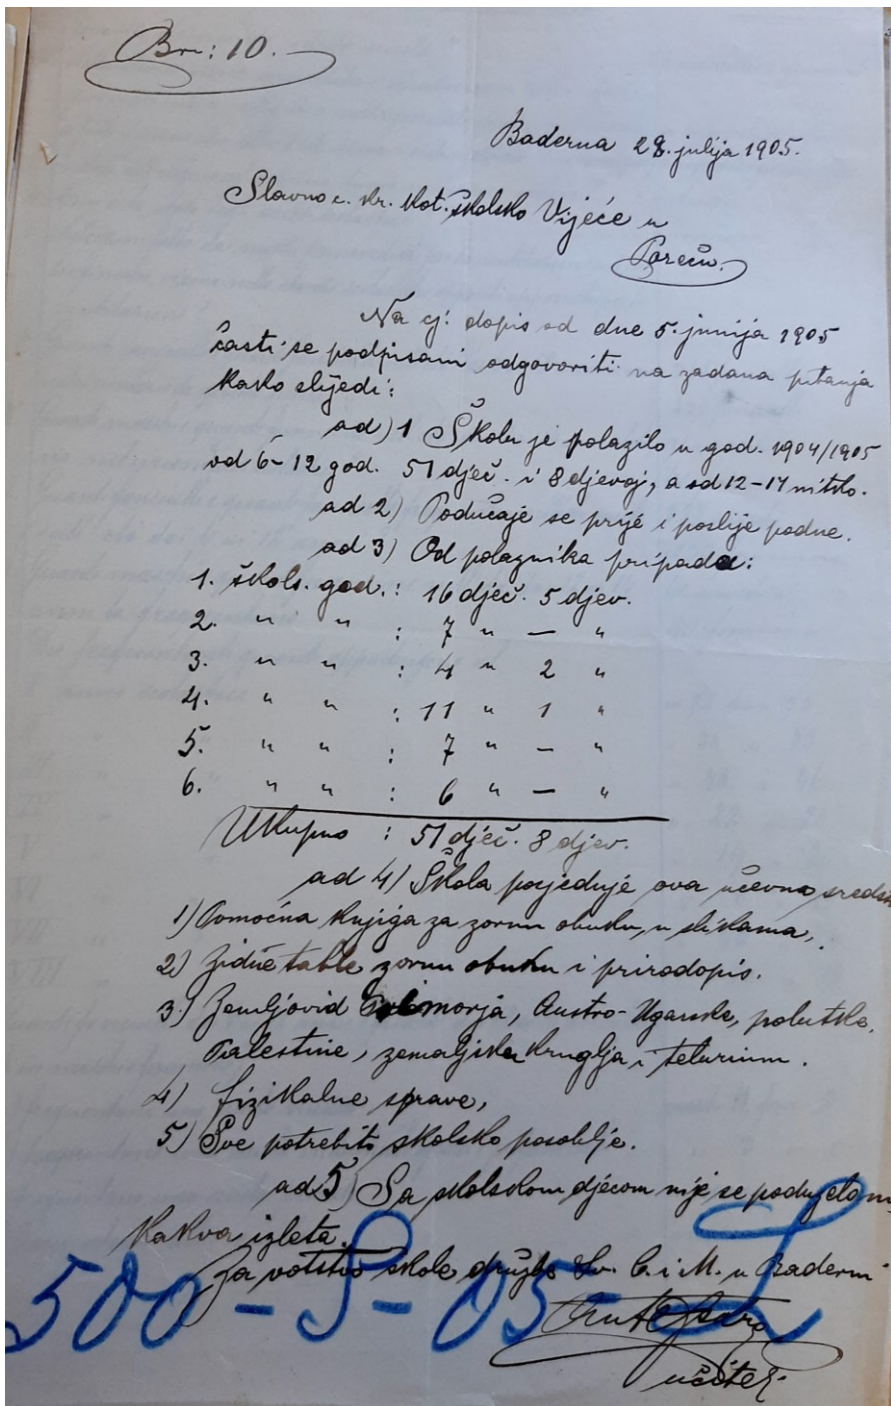 Br: 10.
Baderna 28. julija 1905.
Slavno c. kr. kot. školsko Vijeće u
Poreču.
Na cj. dopis od dne 5. junija 1905
časti se podpisani odgovoriti na zadana pitanja
kako slijedi:
ad) 1 Školu je polazilo u god. 1904/1905
od 6-12 god. 51 dječ. i 8 djevoj, a od 12-14 nitko.
ad 2) Podučaje se prije i poslije podne.
ad 3) Od polaznika pripada:
1. škols. god. : 16 dječ. 5 djev.
2. " " : 7 " — "
3. " " : 4 " 2 "
4. " " : 11 " 1 "
5. " " : 7 " — "
6. " " : 6 " — "
Ukupno : 51 dječ. 8 djev.
ad 4) Škola posjeduje ova učevna sredst
1) Pomoćna knjiga za zornu obuku, u slikama,
2) Zidne table zornu obuku i prirodopis.
3) Zemljovid Primorja, Austro-Ugarske, polutske,
Palestine, zemaljska kruglja i telurium.
4) fizikalne sprave,
5) Sve potrebito školsko posoblje.
ad 5) Sa školskom djecom nije se poduzelo ni
kakva izleta.
Za votstvo škole družbe Sv. C. i M. u Baderni
učitelj.
500-S-05-